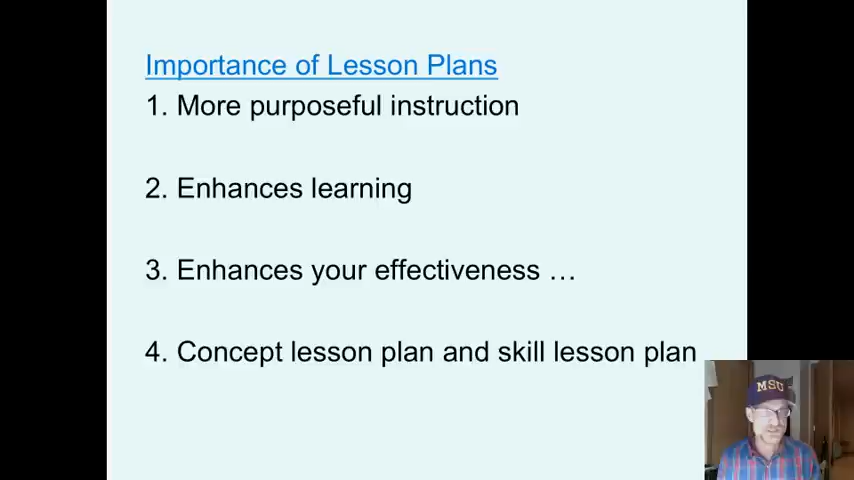 Importance of Lesson Plans
1. More purposeful instruction
2. Enhances learning
3. Enhances your effectiveness …
4. Concept lesson plan and skill lesson plan
MSU